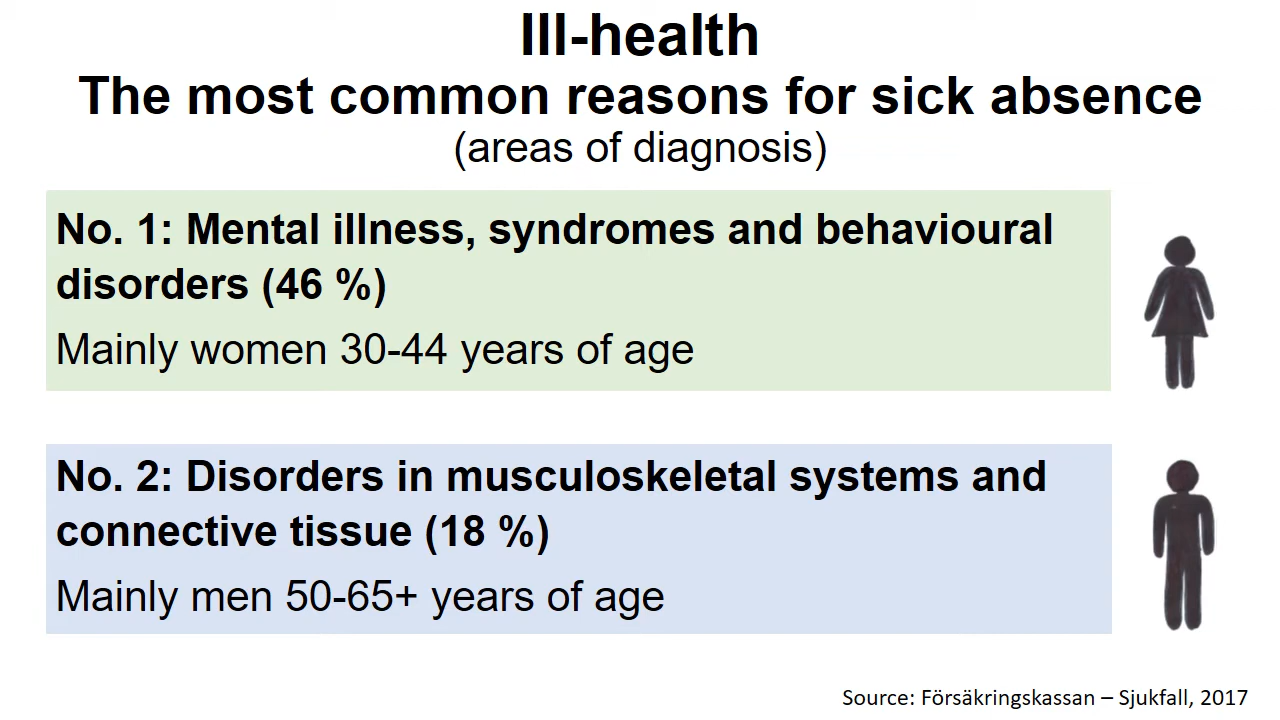 Ill-health
The most common reasons for sick absence
(areas of diagnosis)
No. 1: Mental illness, syndromes and behavioural
disorders (46 %)
Mainly women 30-44 years of age
No. 2: Disorders in musculoskeletal systems and
connective tissue (18 %)
Mainly men 50-65+ years of age
Source: Försäkringskassan – Sjukfall, 2017